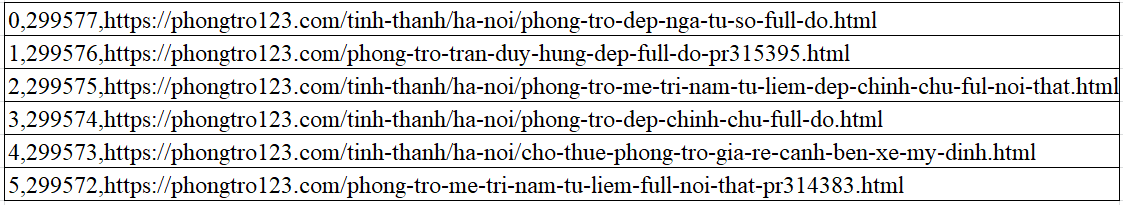 0,299577,https://phongtro123.com/tinh-thanh/ha-noi/phong-tro-dep-nga-tu-so-full-do.html
1,299576,https://phongtro123.com/phong-tro-tran-duy-hung-dep-full-do-pr315395.html
2,299575,https://phongtro123.com/tinh-thanh/ha-noi/phong-tro-me-tri-nam-tu-liem-dep-chinh-chu-ful-noi-that.html
3,299574,https://phongtro123.com/tinh-thanh/ha-noi/phong-tro-dep-chinh-chu-full-do.html
4,299573,https://phongtro123.com/tinh-thanh/ha-noi/cho-thue-phong-tro-gia-re-canh-ben-xe-my-dinh.html
5,299572,https://phongtro123.com/phong-tro-me-tri-nam-tu-liem-full-noi-that-pr314383.html